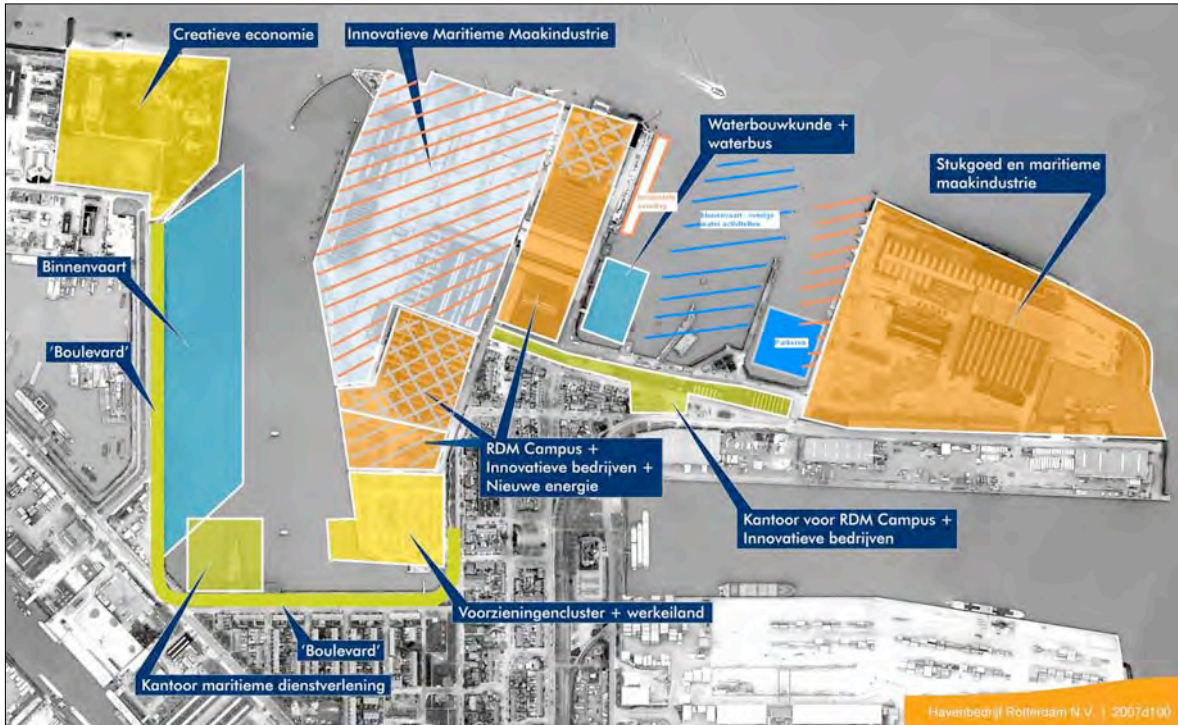 Creatieve economie
Innovatieve Maritieme Maakindustrie
Waterbouwkunde +
waterbus
Stukgoed en maritieme
maakindustrie
Binnenvaart
'Boulevard'
RDM Campus +
Innovatieve bedrijven +
Nieuwe energie
Kantoor voor RDM Campus +
Innovatieve bedrijven
Voorzieningencluster + werkeiland
'Boulevard'
Kantoor maritieme dienstverlening
Havenbedrijf Rotterdam N.V. | 2007d100